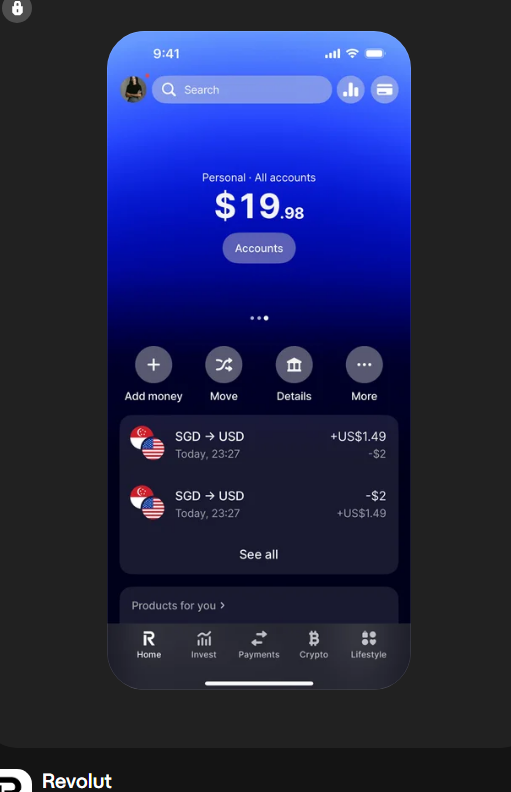 9:41
Search
Personal · All accounts
$19.98
Accounts
Add money Move Details More
SGD → USD +US$1.49
Today, 23:27 -$2
SGD → USD -$2
Today, 23:27 +US$1.49
See all
Products for you >
Home Invest Payments Crypto Lifestyle
Revolut